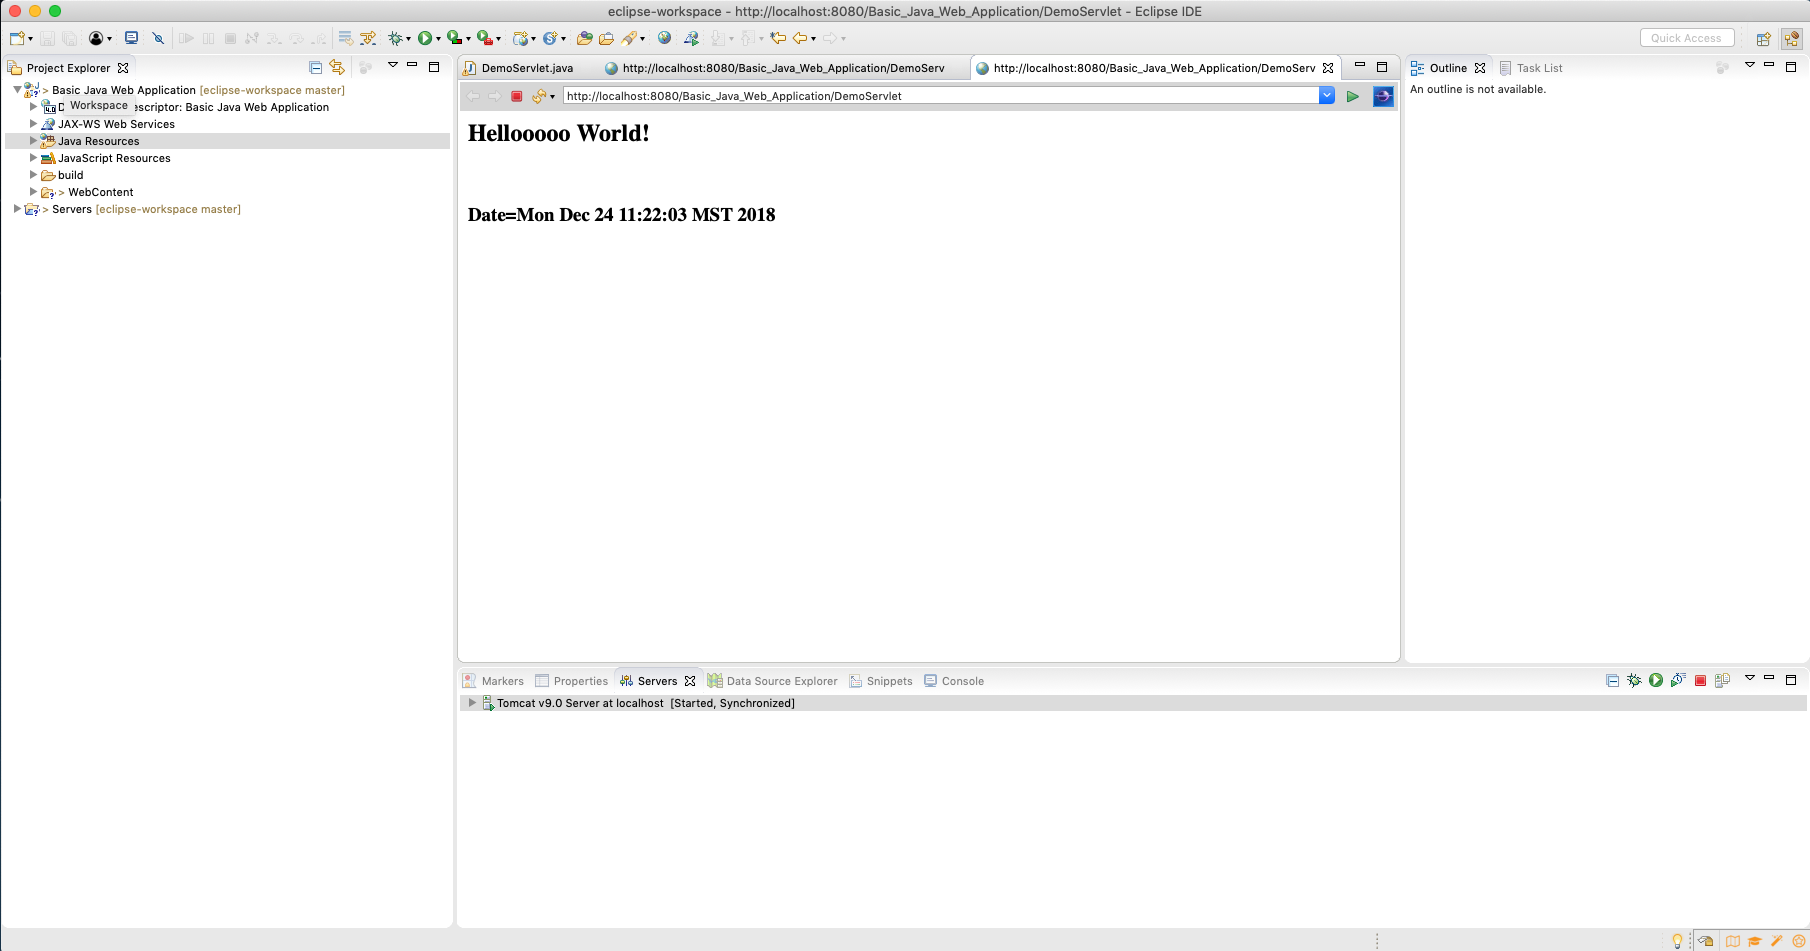 eclipse-workspace - http://localhost:8080/Basic_Java_Web_Application/DemoServlet - Eclipse IDE
Quick Access
Project Explorer
> Basic Java Web Application [eclipse-workspace master]
Workspace
D escriptor: Basic Java Web Application
JAX-WS Web Services
Java Resources
JavaScript Resources
build
> WebContent
> Servers [eclipse-workspace master]
DemoServlet.java
http://localhost:8080/Basic_Java_Web_Application/DemoServ
http://localhost:8080/Basic_Java_Web_Application/DemoServ
http://localhost:8080/Basic_Java_Web_Application/DemoServlet
Hellooooo World!
Date=Mon Dec 24 11:22:03 MST 2018
Outline
Task List
An outline is not available.
Markers
Properties
Servers
Data Source Explorer
Snippets
Console
Tomcat v9.0 Server at localhost [Started, Synchronized]